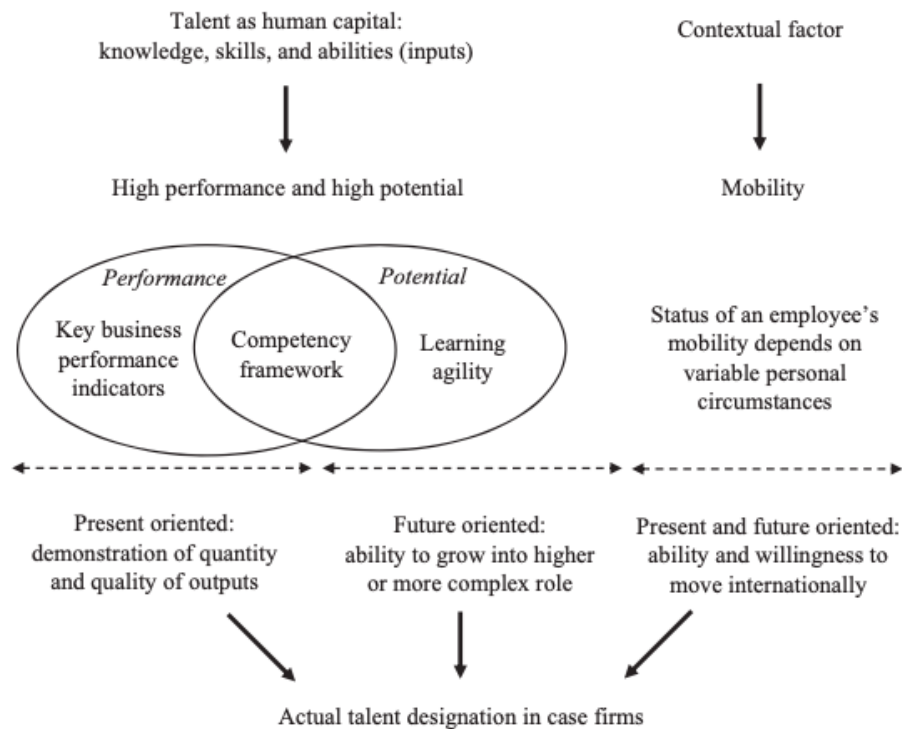 Talent as human capital:
knowledge, skills, and abilities (inputs)
Contextual factor
High performance and high potential
Mobility
Performance
Potential
Key business
performance
indicators
Competency
framework
Learning
agility
Status of an employee's
mobility depends on
variable personal
circumstances
Present oriented:
demonstration of quantity
and quality of outputs
Future oriented:
ability to grow into higher
or more complex role
Present and future oriented:
ability and willingness to
move internationally
Actual talent designation in case firms